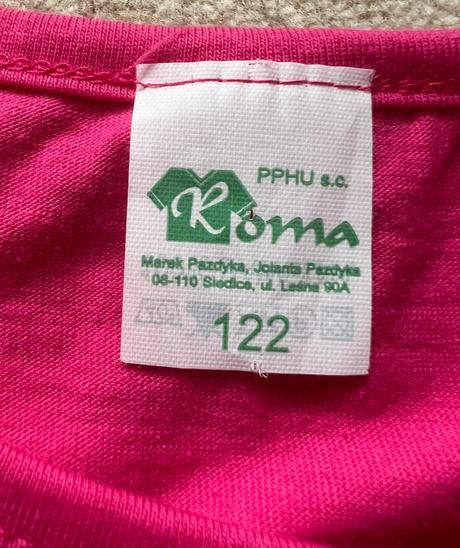 PPHU s.c.
Roma
Marek Pazdyka, Jolanta Pazdyka
08-110 Siedlce, ul. Leśna 90A
122